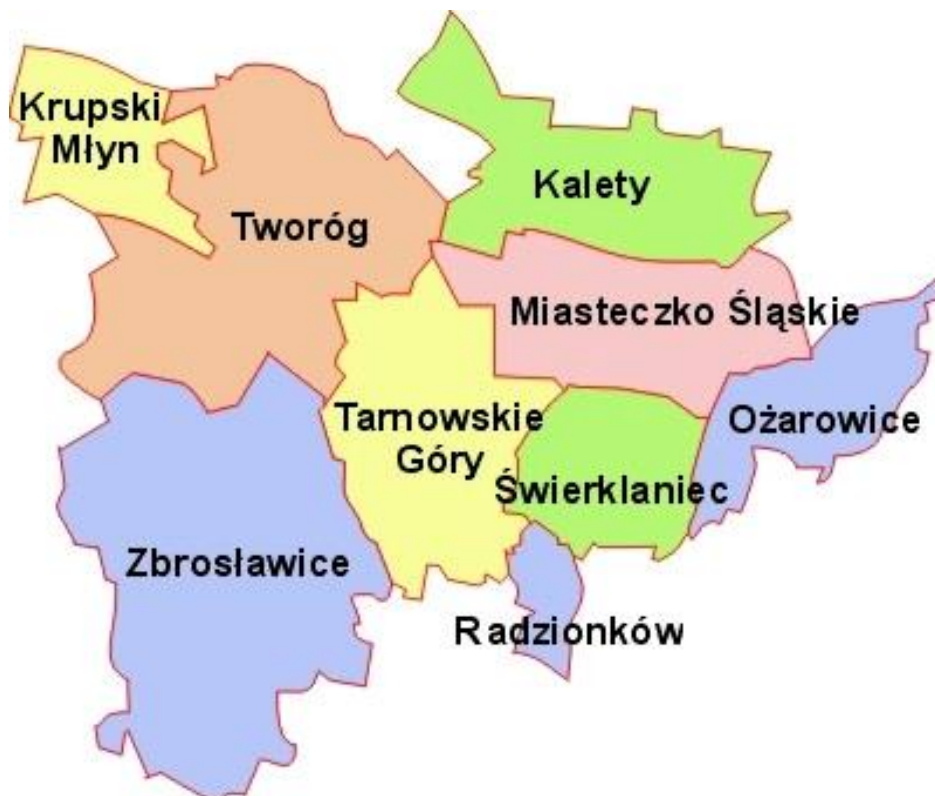 Krupski
Młyn
Kalety
Tworóg
Miasteczko Śląskie
Tarnowskie
Góry
Ożarowice
Świerklaniec
Zbrosławice
Radzionków